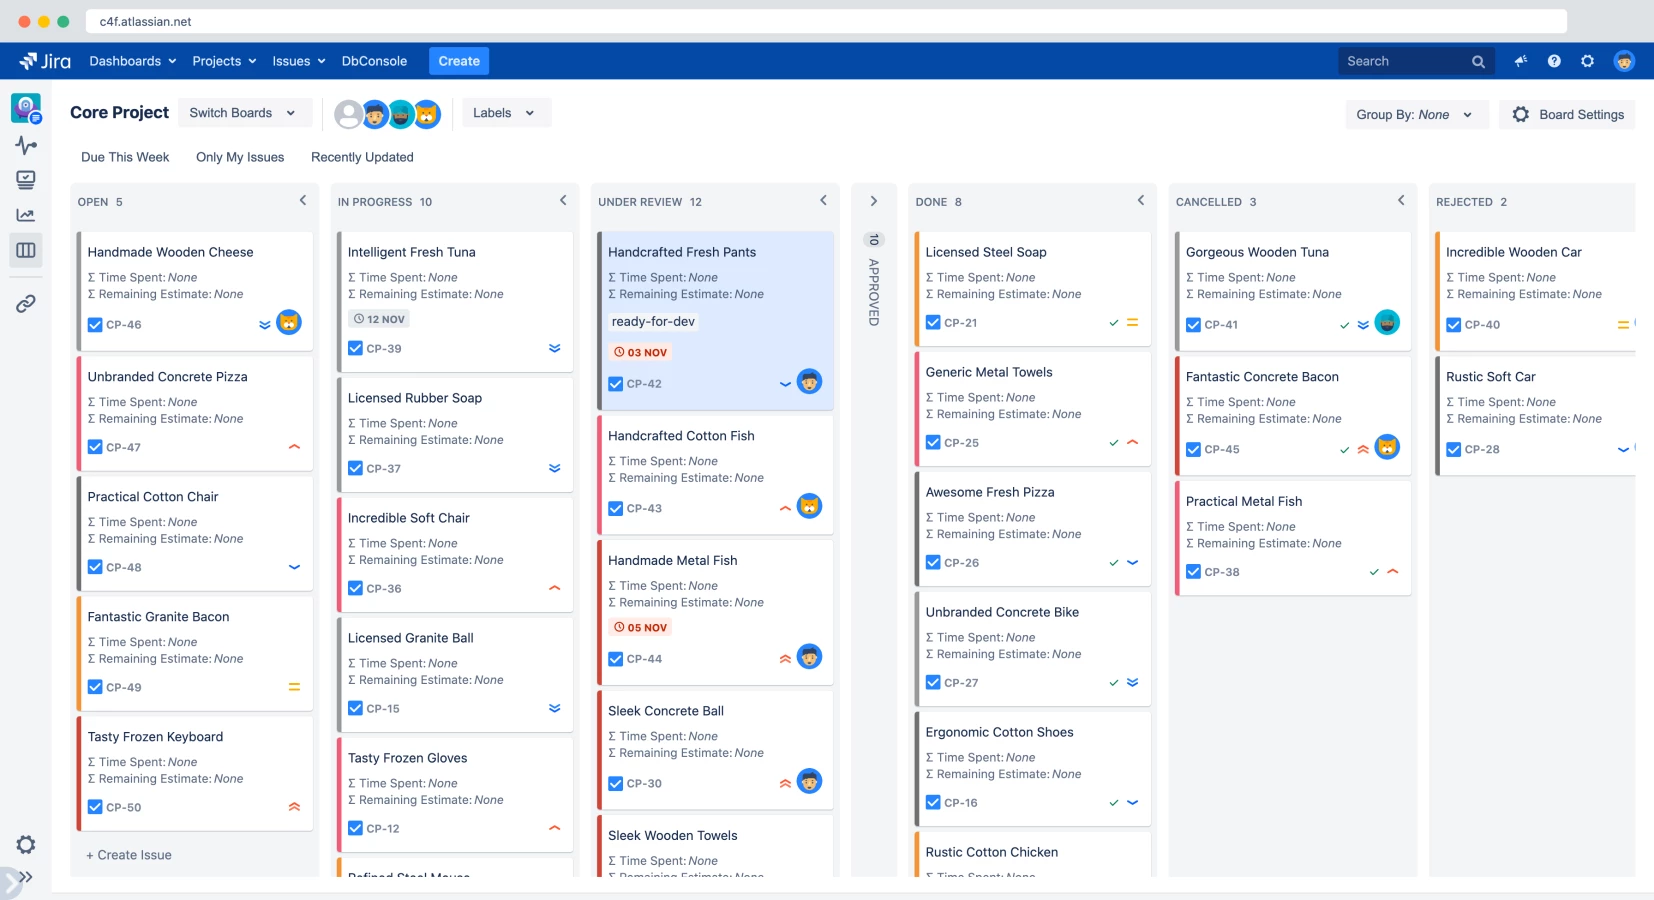 c4f.atlassian.net
Jira
Dashboards
Projects
Issues
DbConsole
Create
Search
Core Project
Switch Boards
Labels
Group By: None
Board Settings
Due This Week
Only My Issues
Recently Updated
OPEN 5
Handmade Wooden Cheese
Σ Time Spent: None
Σ Remaining Estimate: None
CP-46
Unbranded Concrete Pizza
Σ Time Spent: None
Σ Remaining Estimate: None
CP-47
Practical Cotton Chair
Σ Time Spent: None
Σ Remaining Estimate: None
CP-48
Fantastic Granite Bacon
Σ Time Spent: None
Σ Remaining Estimate: None
CP-49
Tasty Frozen Keyboard
Σ Time Spent: None
Σ Remaining Estimate: None
CP-50
+ Create Issue
IN PROGRESS 10
Intelligent Fresh Tuna
Σ Time Spent: None
Σ Remaining Estimate: None
12 NOV
CP-39
Licensed Rubber Soap
Σ Time Spent: None
Σ Remaining Estimate: None
CP-37
Incredible Soft Chair
Σ Time Spent: None
Σ Remaining Estimate: None
CP-36
Licensed Granite Ball
Σ Time Spent: None
Σ Remaining Estimate: None
CP-15
Tasty Frozen Gloves
Σ Time Spent: None
Σ Remaining Estimate: None
CP-12
UNDER REVIEW 12
Handcrafted Fresh Pants
Σ Time Spent: None
Σ Remaining Estimate: None
ready-for-dev
03 NOV
CP-42
Handcrafted Cotton Fish
Σ Time Spent: None
Σ Remaining Estimate: None
CP-43
Handmade Metal Fish
Σ Time Spent: None
Σ Remaining Estimate: None
05 NOV
CP-44
Sleek Concrete Ball
Σ Time Spent: None
Σ Remaining Estimate: None
CP-30
Sleek Wooden Towels
Σ Time Spent: None
Σ Remaining Estimate: None
10 APPROVED
DONE 8
Licensed Steel Soap
Σ Time Spent: None
Σ Remaining Estimate: None
CP-21
Generic Metal Towels
Σ Time Spent: None
Σ Remaining Estimate: None
CP-25
Awesome Fresh Pizza
Σ Time Spent: None
Σ Remaining Estimate: None
CP-26
Unbranded Concrete Bike
Σ Time Spent: None
Σ Remaining Estimate: None
CP-27
Ergonomic Cotton Shoes
Σ Time Spent: None
Σ Remaining Estimate: None
CP-16
Rustic Cotton Chicken
Σ Time Spent: None
CANCELLED 3
Gorgeous Wooden Tuna
Σ Time Spent: None
Σ Remaining Estimate: None
CP-41
Fantastic Concrete Bacon
Σ Time Spent: None
Σ Remaining Estimate: None
CP-45
Practical Metal Fish
Σ Time Spent: None
Σ Remaining Estimate: None
CP-38
REJECTED 2
Incredible Wooden Car
Σ Time Spent: None
Σ Remaining Estimate: None
CP-40
Rustic Soft Car
Σ Time Spent: None
Σ Remaining Estimate: None
CP-28